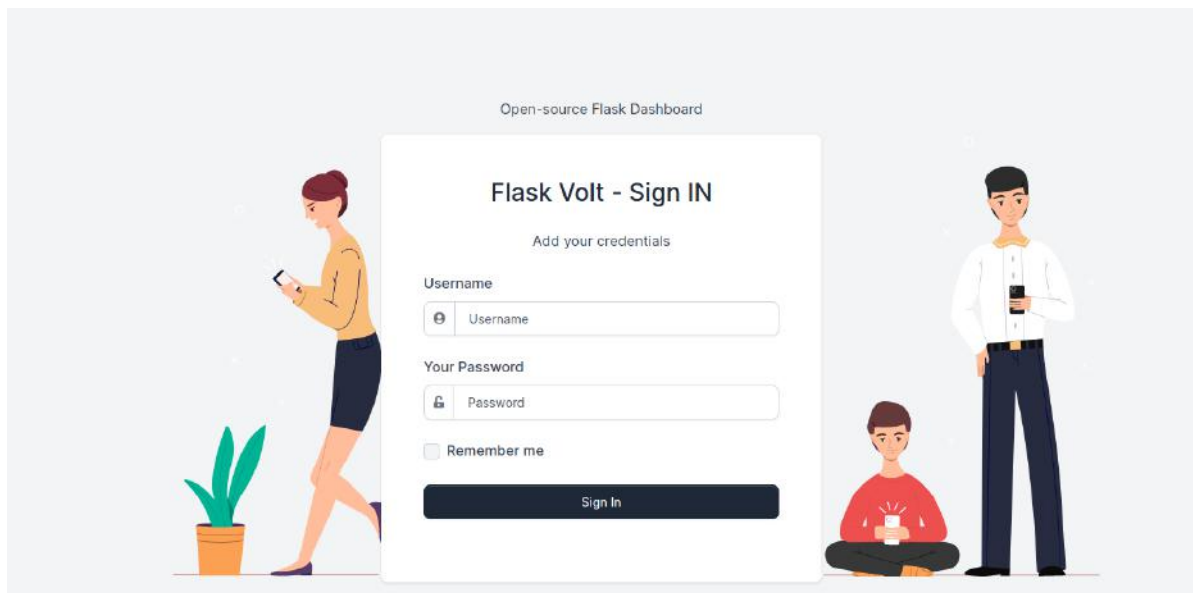 Open-source Flask Dashboard
Flask Volt - Sign IN
Add your credentials
Username
Username
Your Password
Password
Remember me
Sign In